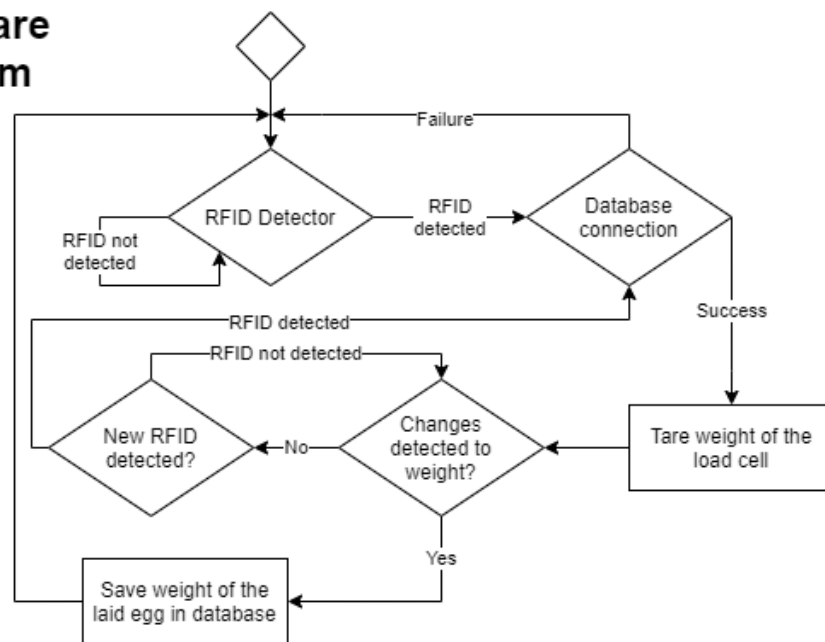 are
m
Failure
RFID Detector
RFID
detected
Database
connection
RFID not
detected
Success
RFID detected
RFID not detected
New RFID
detected?
No
Changes
detected to
weight?
Tare weight of the
load cell
Yes
Save weight of the
laid egg in database